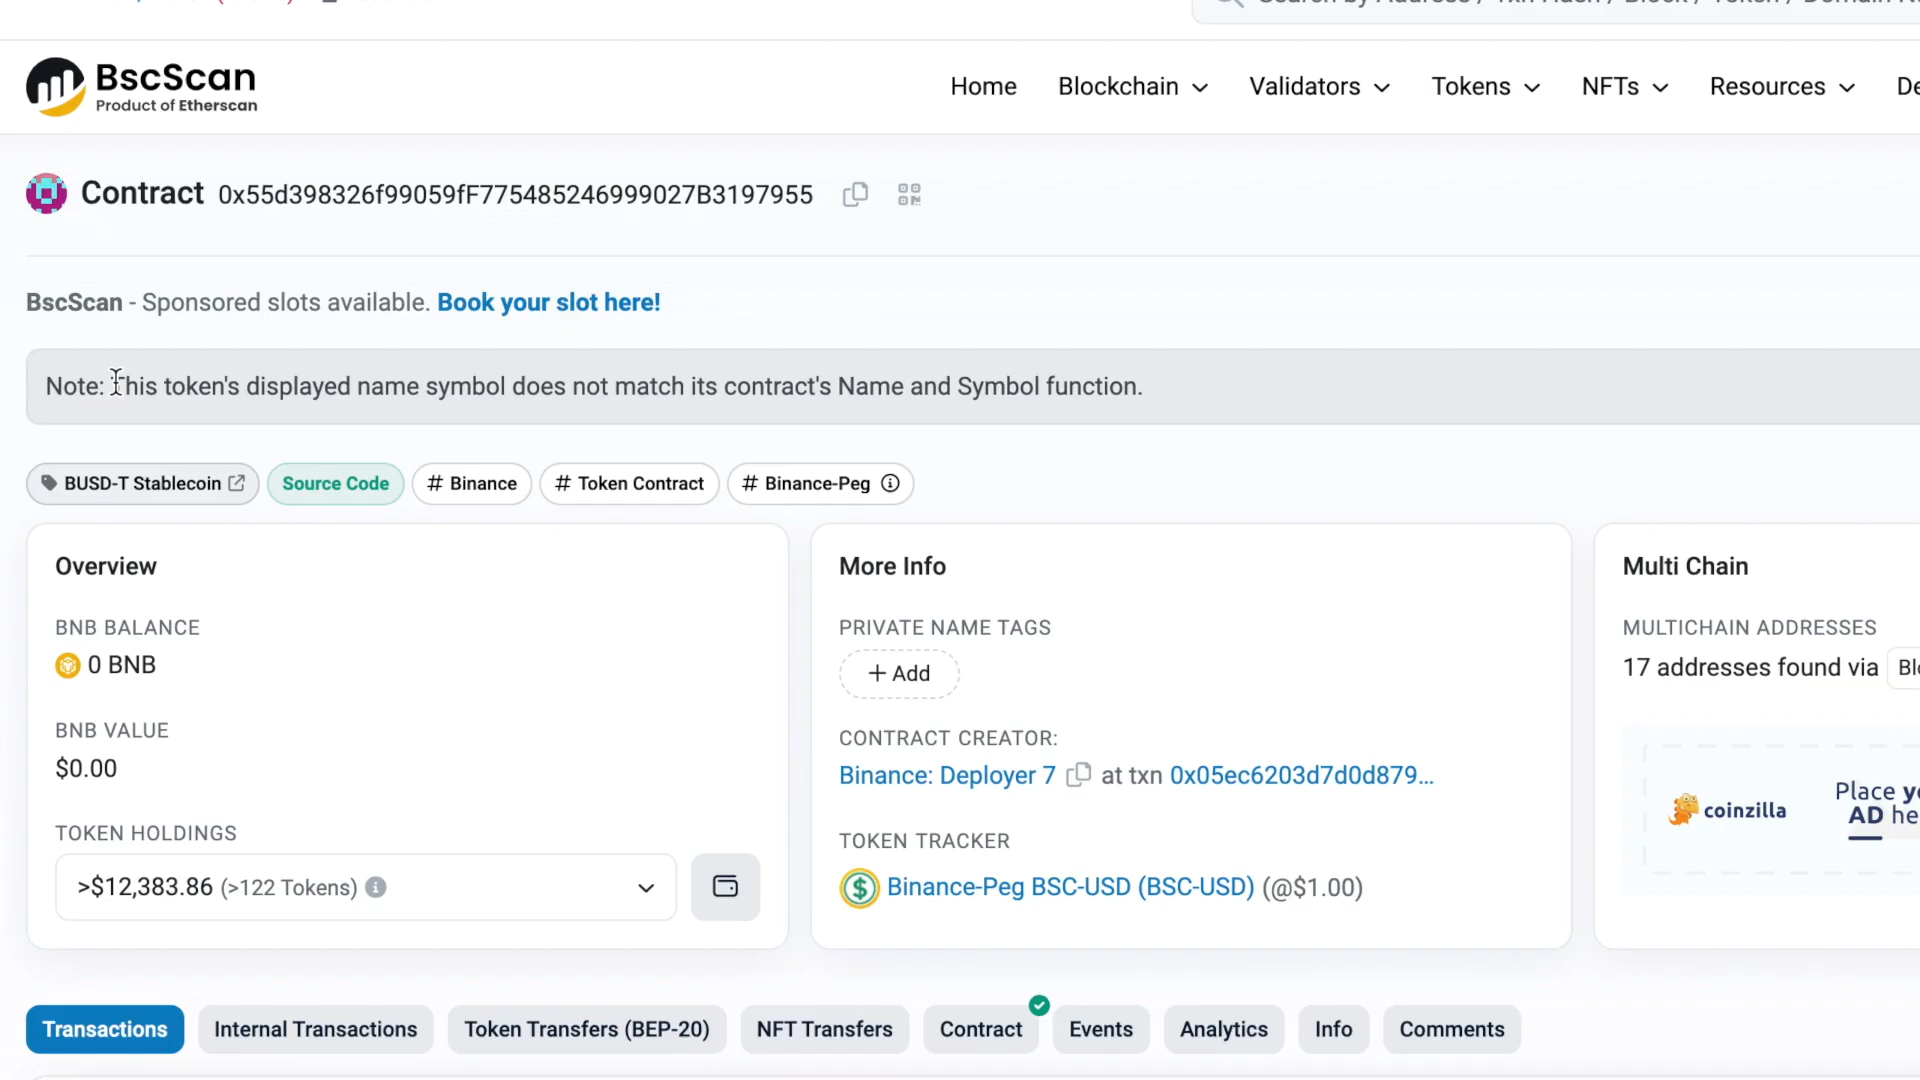 BscScan
Product of Etherscan
Home Blockchain Validators Tokens NFTs Resources
Contract 0x55d398326f99059fF775485246999027B3197955
BscScan - Sponsored slots available. Book your slot here!
Note: This token's displayed name symbol does not match its contract's Name and Symbol function.
BUSD-T Stablecoin Source Code # Binance # Token Contract # Binance-Peg
Overview
BNB BALANCE
0 BNB
BNB VALUE
$0.00
TOKEN HOLDINGS
>$12,383.86 (>122 Tokens)
More Info
PRIVATE NAME TAGS
+ Add
CONTRACT CREATOR:
Binance: Deployer 7 at txn 0x05ec6203d7d0d879...
TOKEN TRACKER
Binance-Peg BSC-USD (BSC-USD) (@$1.00)
Multi Chain
MULTICHAIN ADDRESSES
17 addresses found via
coinzilla
Place
AD
Transactions Internal Transactions Token Transfers (BEP-20) NFT Transfers Contract Events Analytics Info Comments